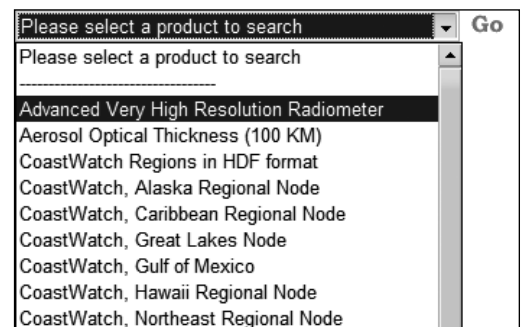 Please select a product to search Go
Please select a product to search
---------------------------------
Advanced Very High Resolution Radiometer
Aerosol Optical Thickness (100 KM)
CoastWatch Regions in HDF format
CoastWatch, Alaska Regional Node
CoastWatch, Caribbean Regional Node
CoastWatch, Great Lakes Node
CoastWatch, Gulf of Mexico
CoastWatch, Hawaii Regional Node
CoastWatch, Northeast Regional Node